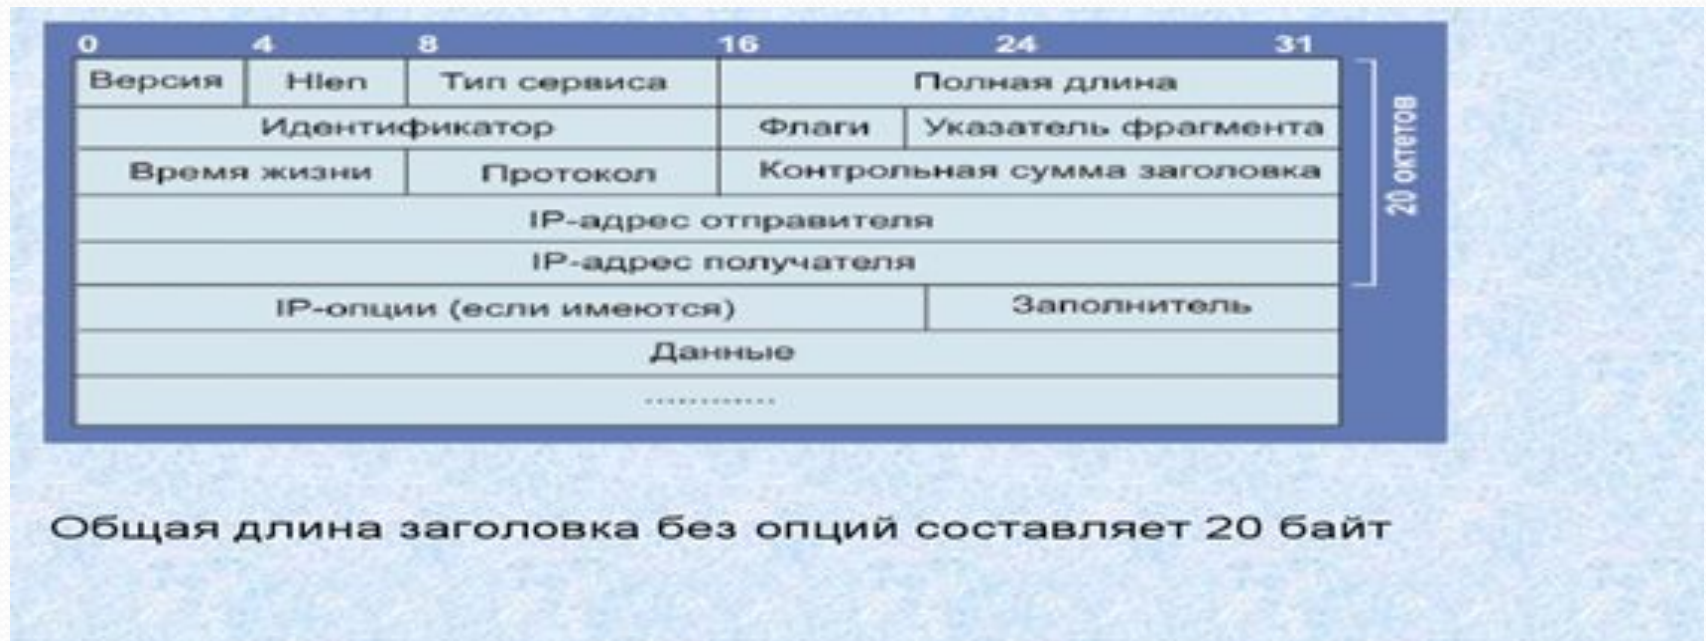 0 4 8 16 24 31
Версия Hlen Тип сервиса Полная длина
Идентификатор Флаги Указатель фрагмента
Время жизни Протокол Контрольная сумма заголовка
IP-адрес отправителя
IP-адрес получателя
IP-опции (если имеются) Заполнитель
Данные
............
20 октетов
Общая длина заголовка без опций составляет 20 байт